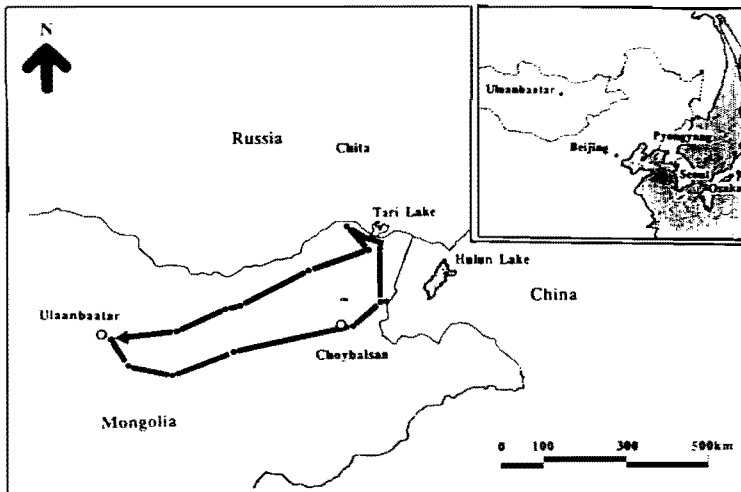 N
Russia
Chita
Tari Lake
Hulun Lake
China
Ulaanbaatar
Choybalsan
Mongolia
0 100 300 500km
Ulaanbaatar
Beijing
Pyongyang
Seoul
Osaka